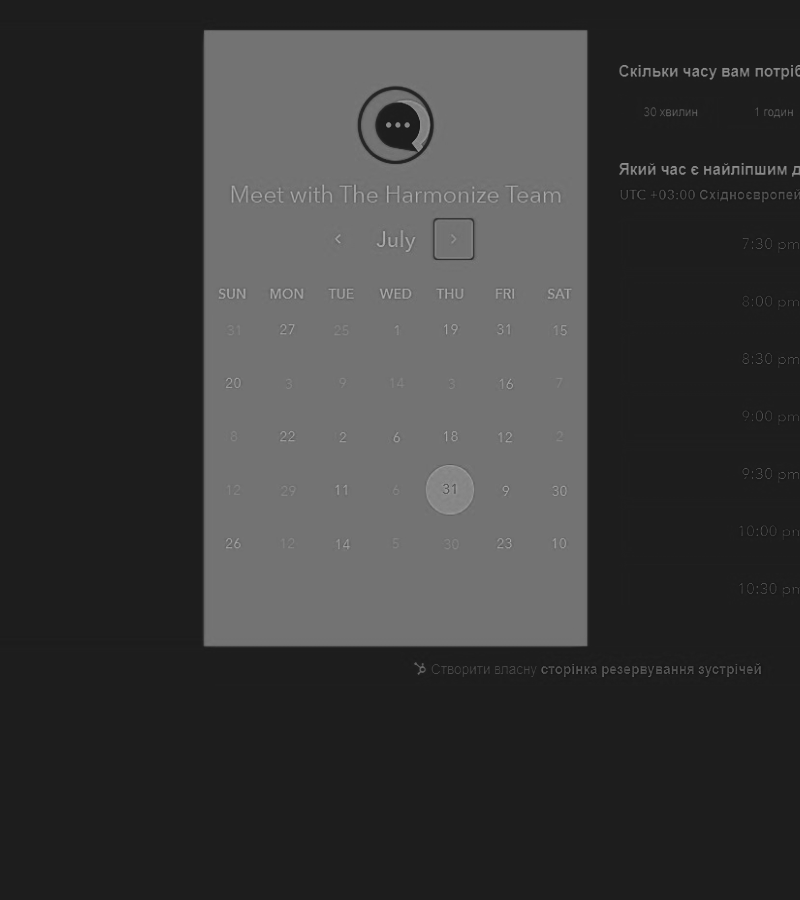 Meet with The Harmonize Team
July
SUN MON TUE WED THU FRI SAT
31 27 25 1 19 31 15
20 3 9 14 3 16 7
8 22 2 6 18 12 2
12 29 11 6 31 9 30
26 12 14 5 30 23 10
Скільки часу вам потріб
30 хвилин 1 годин
Який час є найліпшим д
UTC +03:00 Східноєвропей
7:30 pm
8:00 pm
8:30 pm
9:00 pm
9:30 pm
10:00 pm
10:30 pm
Створити власну сторінка резервування зустрічей